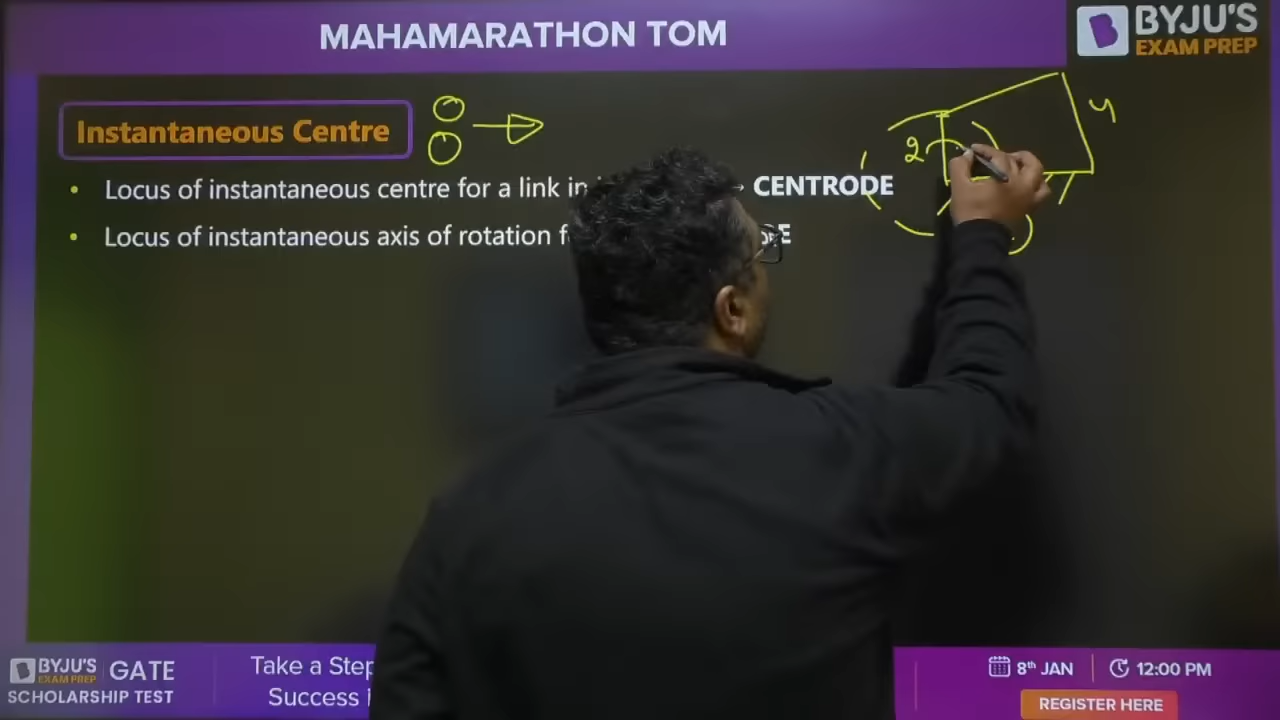 MAHAMARATHON TOM
BYJU'S
EXAM PREP
Instantaneous Centre
• Locus of instantaneous centre for a link in → CENTRODE
• Locus of instantaneous axis of rotation E
2
4
BYJU'S
EXAM PREP
GATE
SCHOLARSHIP TEST
Take a Step
Success
8th JAN
12:00 PM
REGISTER HERE